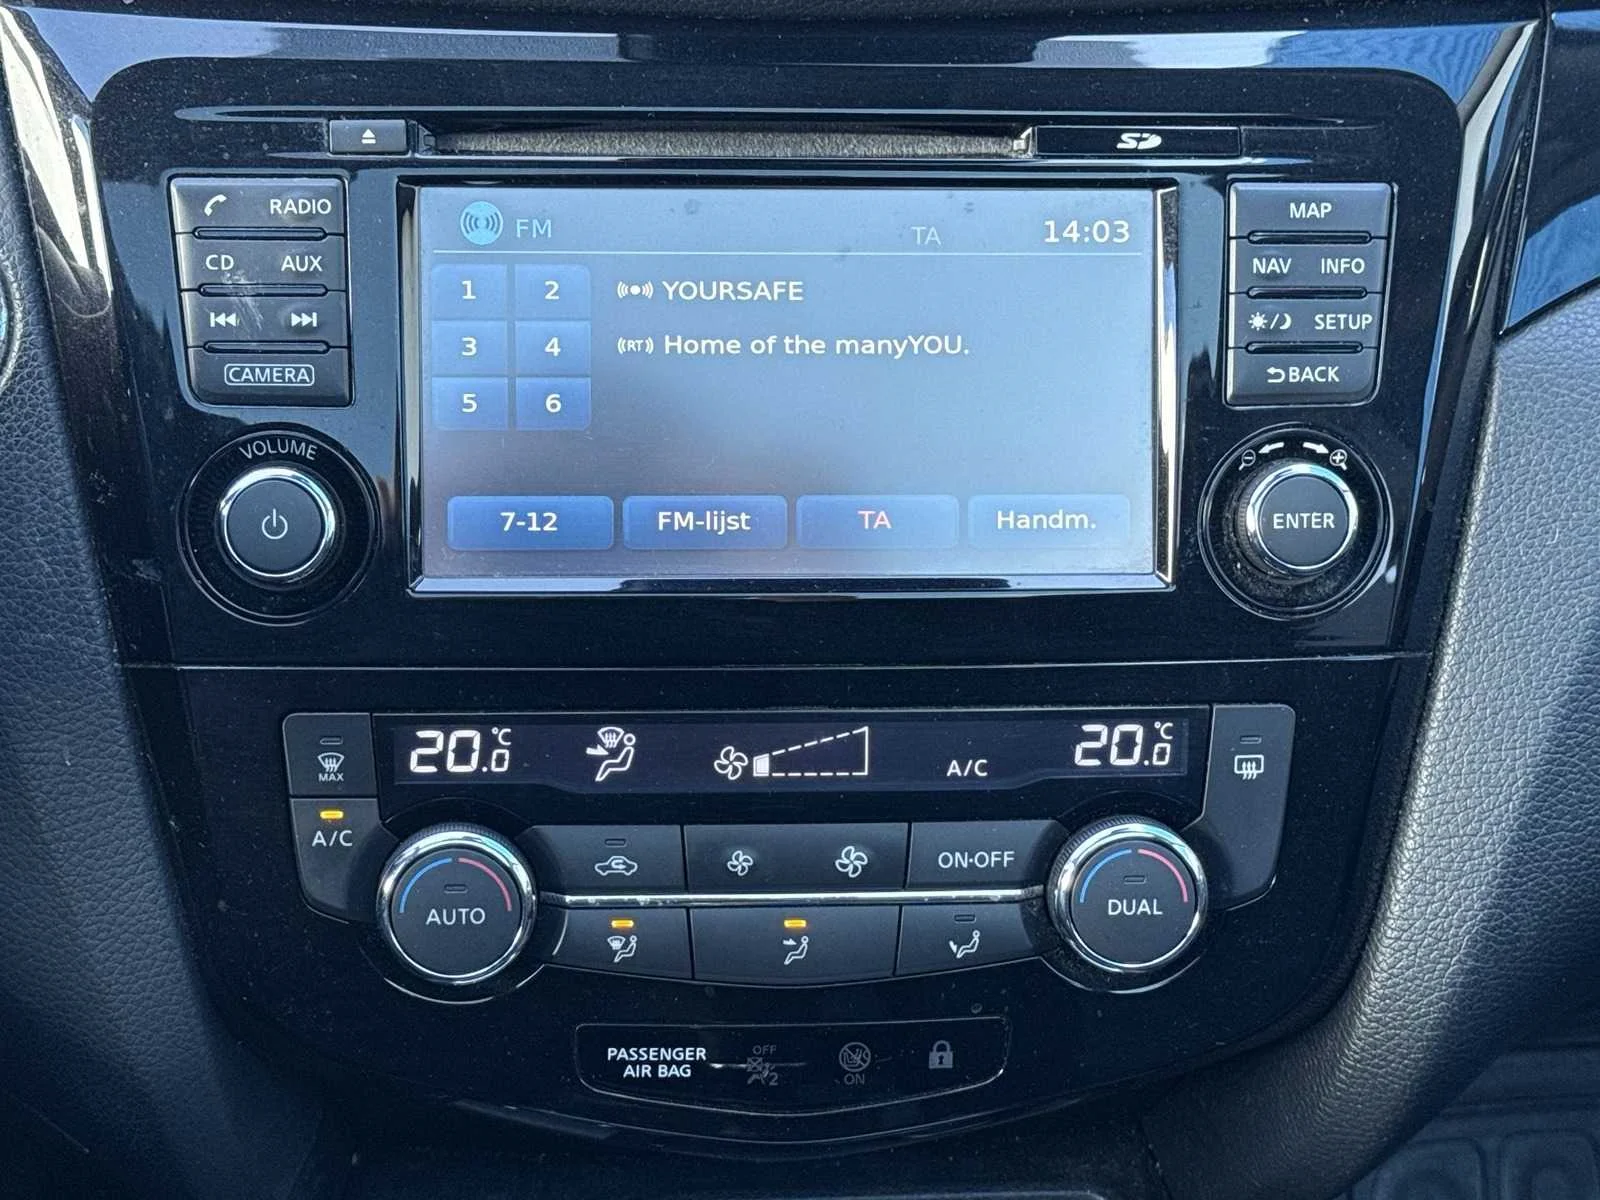 SD
RADIO
CD AUX
CAMERA
VOLUME
FM TA 14:03
1 2
3 4
5 6
YOURSAFE
RT Home of the manyYOU.
7-12 FM-lijst TA Handm.
MAP
NAV INFO
SETUP
BACK
ENTER
MAX
A/C
20.0 °C A/C 20.0 °C
AUTO
ON·OFF
DUAL
PASSENGER
AIR BAG
OFF
2
ON